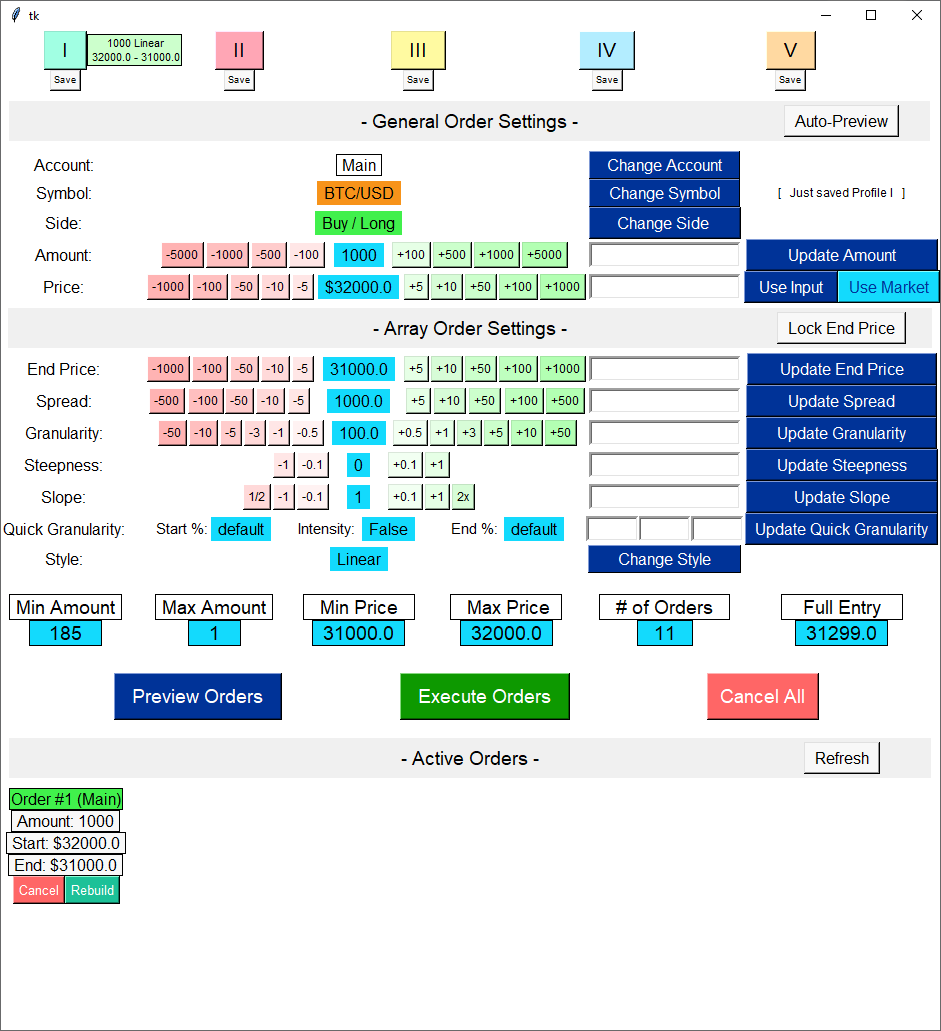 tk
I 1000 Linear II III IV V
32000.0 - 31000.0
Save Save Save Save Save
- General Order Settings - Auto-Preview
Account: Main Change Account
Symbol: BTC/USD Change Symbol [ Just saved Profile I ]
Side: Buy / Long Change Side
Amount: -5000 -1000 -500 -100 1000 +100 +500 +1000 +5000 Update Amount
Price: -1000 -100 -50 -10 -5 $32000.0 +5 +10 +50 +100 +1000 Use Input Use Market
- Array Order Settings - Lock End Price
End Price: -1000 -100 -50 -10 -5 31000.0 +5 +10 +50 +100 +1000 Update End Price
Spread: -500 -100 -50 -10 -5 1000.0 +5 +10 +50 +100 +500 Update Spread
Granularity: -50 -10 -5 -3 -1 -0.5 100.0 +0.5 +1 +3 +5 +10 +50 Update Granularity
Steepness: -1 -0.1 0 +0.1 +1 Update Steepness
Slope: 1/2 -1 -0.1 1 +0.1 +1 2x Update Slope
Quick Granularity: Start %: default Intensity: False End %: default Update Quick Granularity
Style: Linear Change Style
Min Amount Max Amount Min Price Max Price # of Orders Full Entry
185 1 31000.0 32000.0 11 31299.0
Preview Orders Execute Orders Cancel All
- Active Orders - Refresh
Order #1 (Main)
Amount: 1000
Start: $32000.0
End: $31000.0
Cancel Rebuild